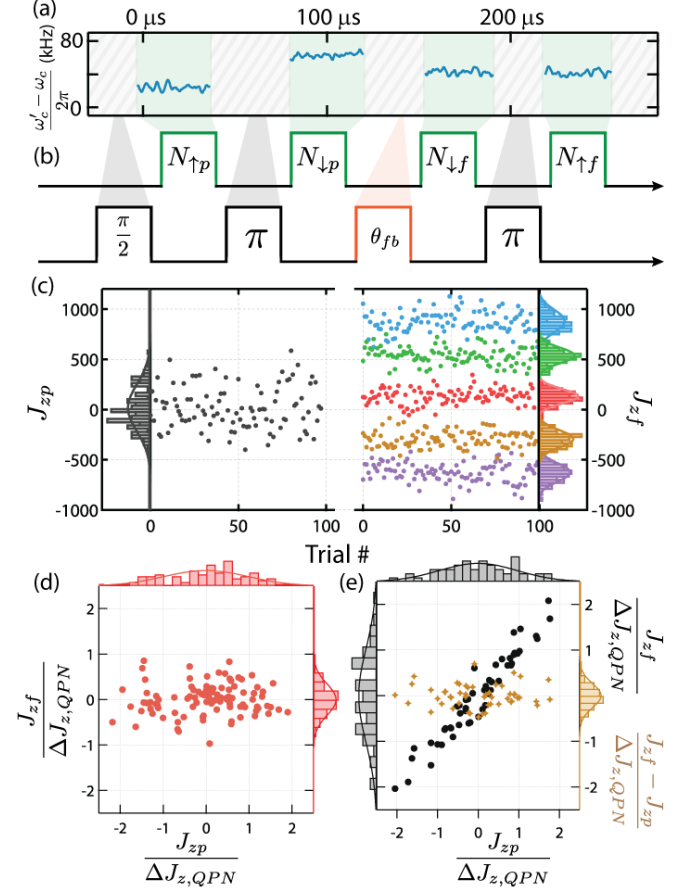 (a) 0 μs 100 μs 200 μs
80
0
ω′c − ωc / 2π (kHz)
(b) N↑p N↓p N↓f N↑f
π/2 π θfb π
(c)
1000 1000
500 500
0 0
-500 -500
-1000 -1000
Jzp Jzf
0 50 100 0 50 100
Trial #
(d) (e)
2 2
1 1
0 0
-1 -1
-2 -2
Jzf / ΔJz,QPN
Jzf / ΔJz,QPN
Jzf − Jzp / ΔJz,QPN
-2 -1 0 1 2 -2 -1 0 1 2
Jzp / ΔJz,QPN Jzp / ΔJz,QPN